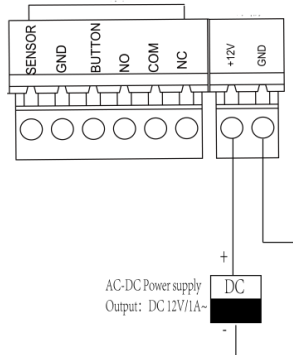 SENSOR
GND
BUTTON
NO
COM
NC
+12V
GND
+
AC-DC Power supply
DC
Output: DC 12V/1A~
-